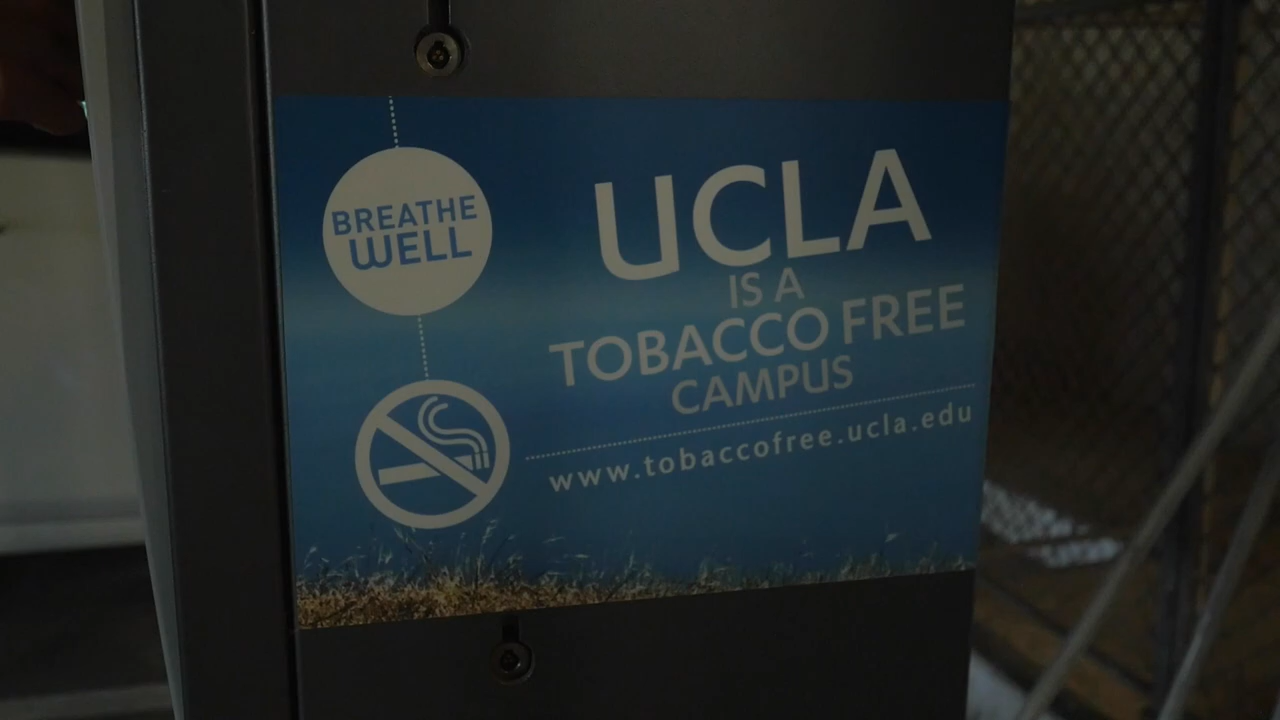 BREATHE
WELL
UCLA
IS A
TOBACCO FREE
CAMPUS
www.tobaccofree.ucla.edu